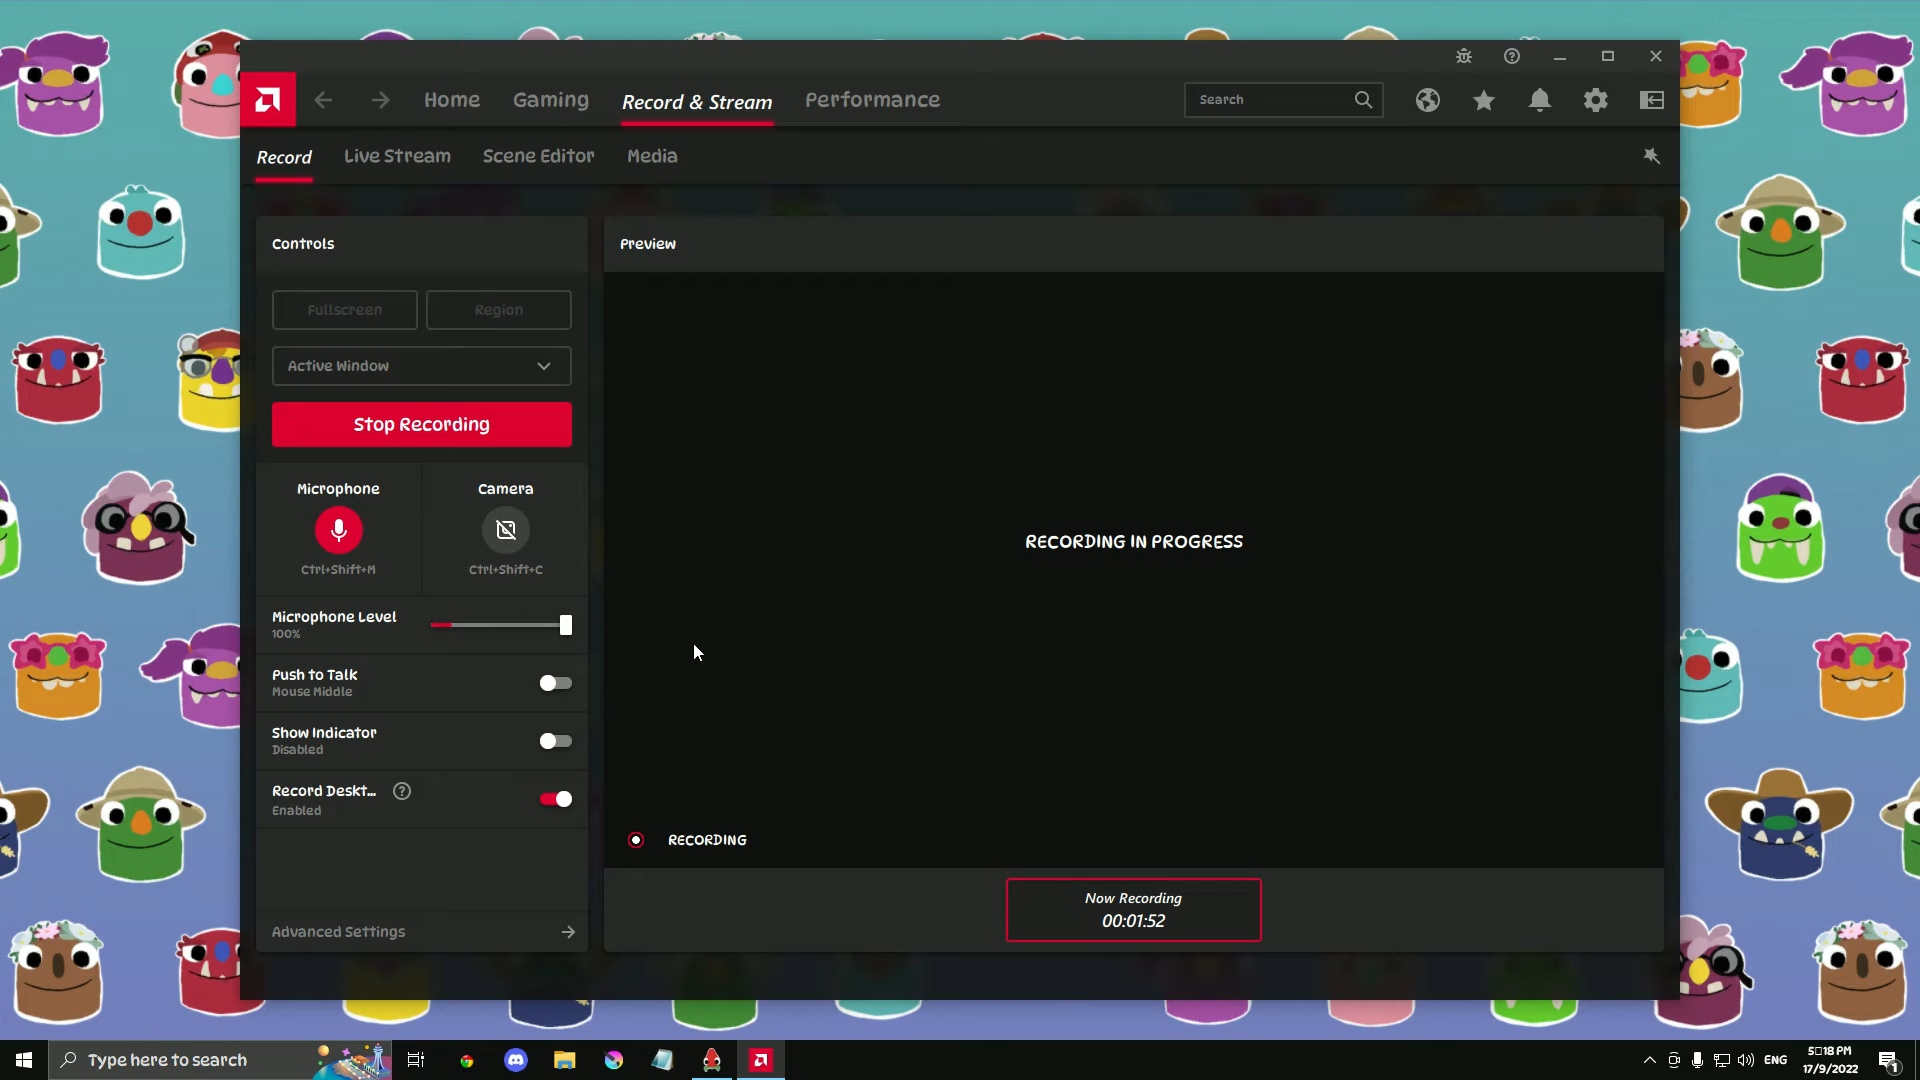 Home
Gaming
Record & Stream
Performance
Search
Record
Live Stream
Scene Editor
Media
Controls
Fullscreen
Region
Active Window
Stop Recording
Microphone
Camera
Ctrl+Shift+M
Ctrl+Shift+C
Microphone Level
100%
Push to Talk
Mouse Middle
Show Indicator
Disabled
Record Deskt...
Enabled
Advanced Settings
Preview
RECORDING IN PROGRESS
RECORDING
Now Recording
00:01:52
Type here to search
ENG
5□18 PM
17/9/2022
1